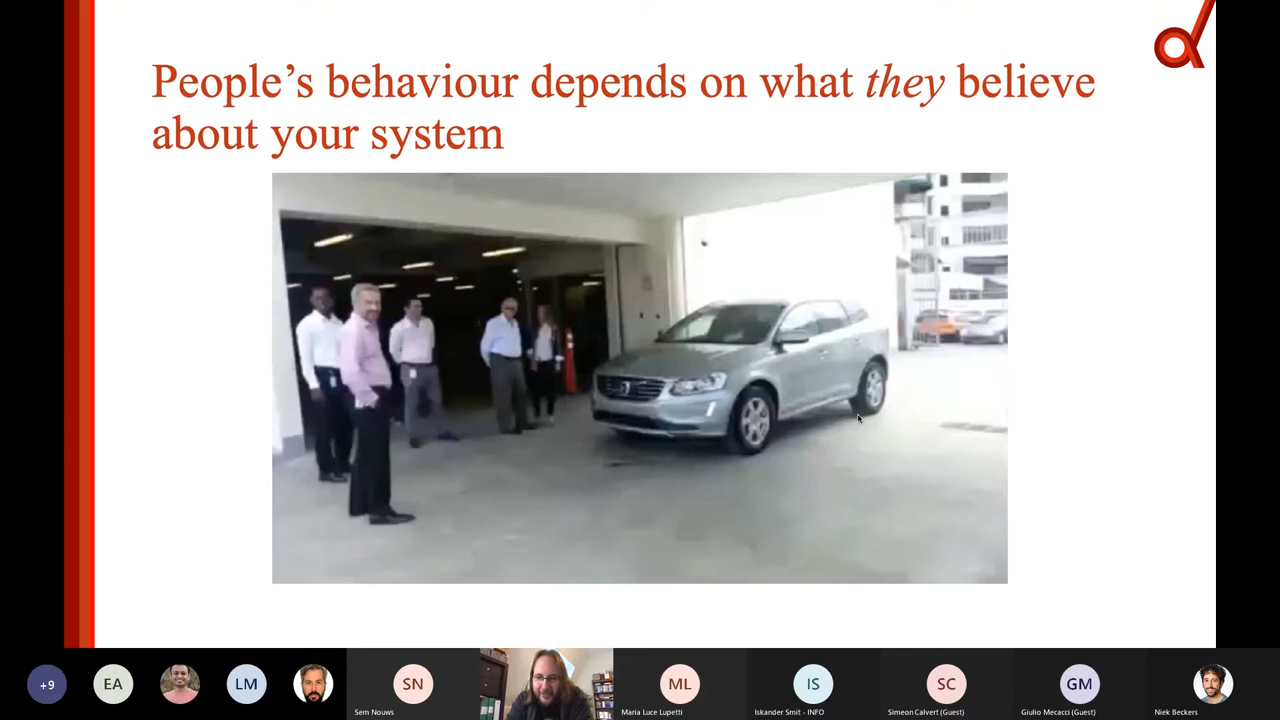 People's behaviour depends on what they believe
about your system
+9
EA
LM
SN
Sem Nouws
ML
Maria Luce Lupetti
IS
Iskander Smit - INFO
SC
Simeon Calvert (Guest)
GM
Giulio Mecacci (Guest)
Niek Beckers